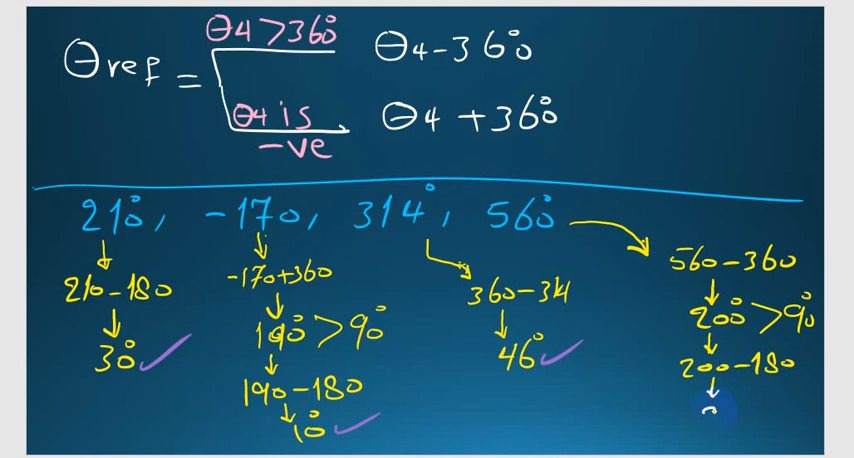 θ4 > 360°
θref = θ4 - 360°
θ4 is
-ve
θ4 + 360°
210°, -170, 314°, 560°
210-180
30° ✓
-170+360
190° > 90°
190-180
10° ✓
360-314
46° ✓
560-360
200° > 90°
200-180